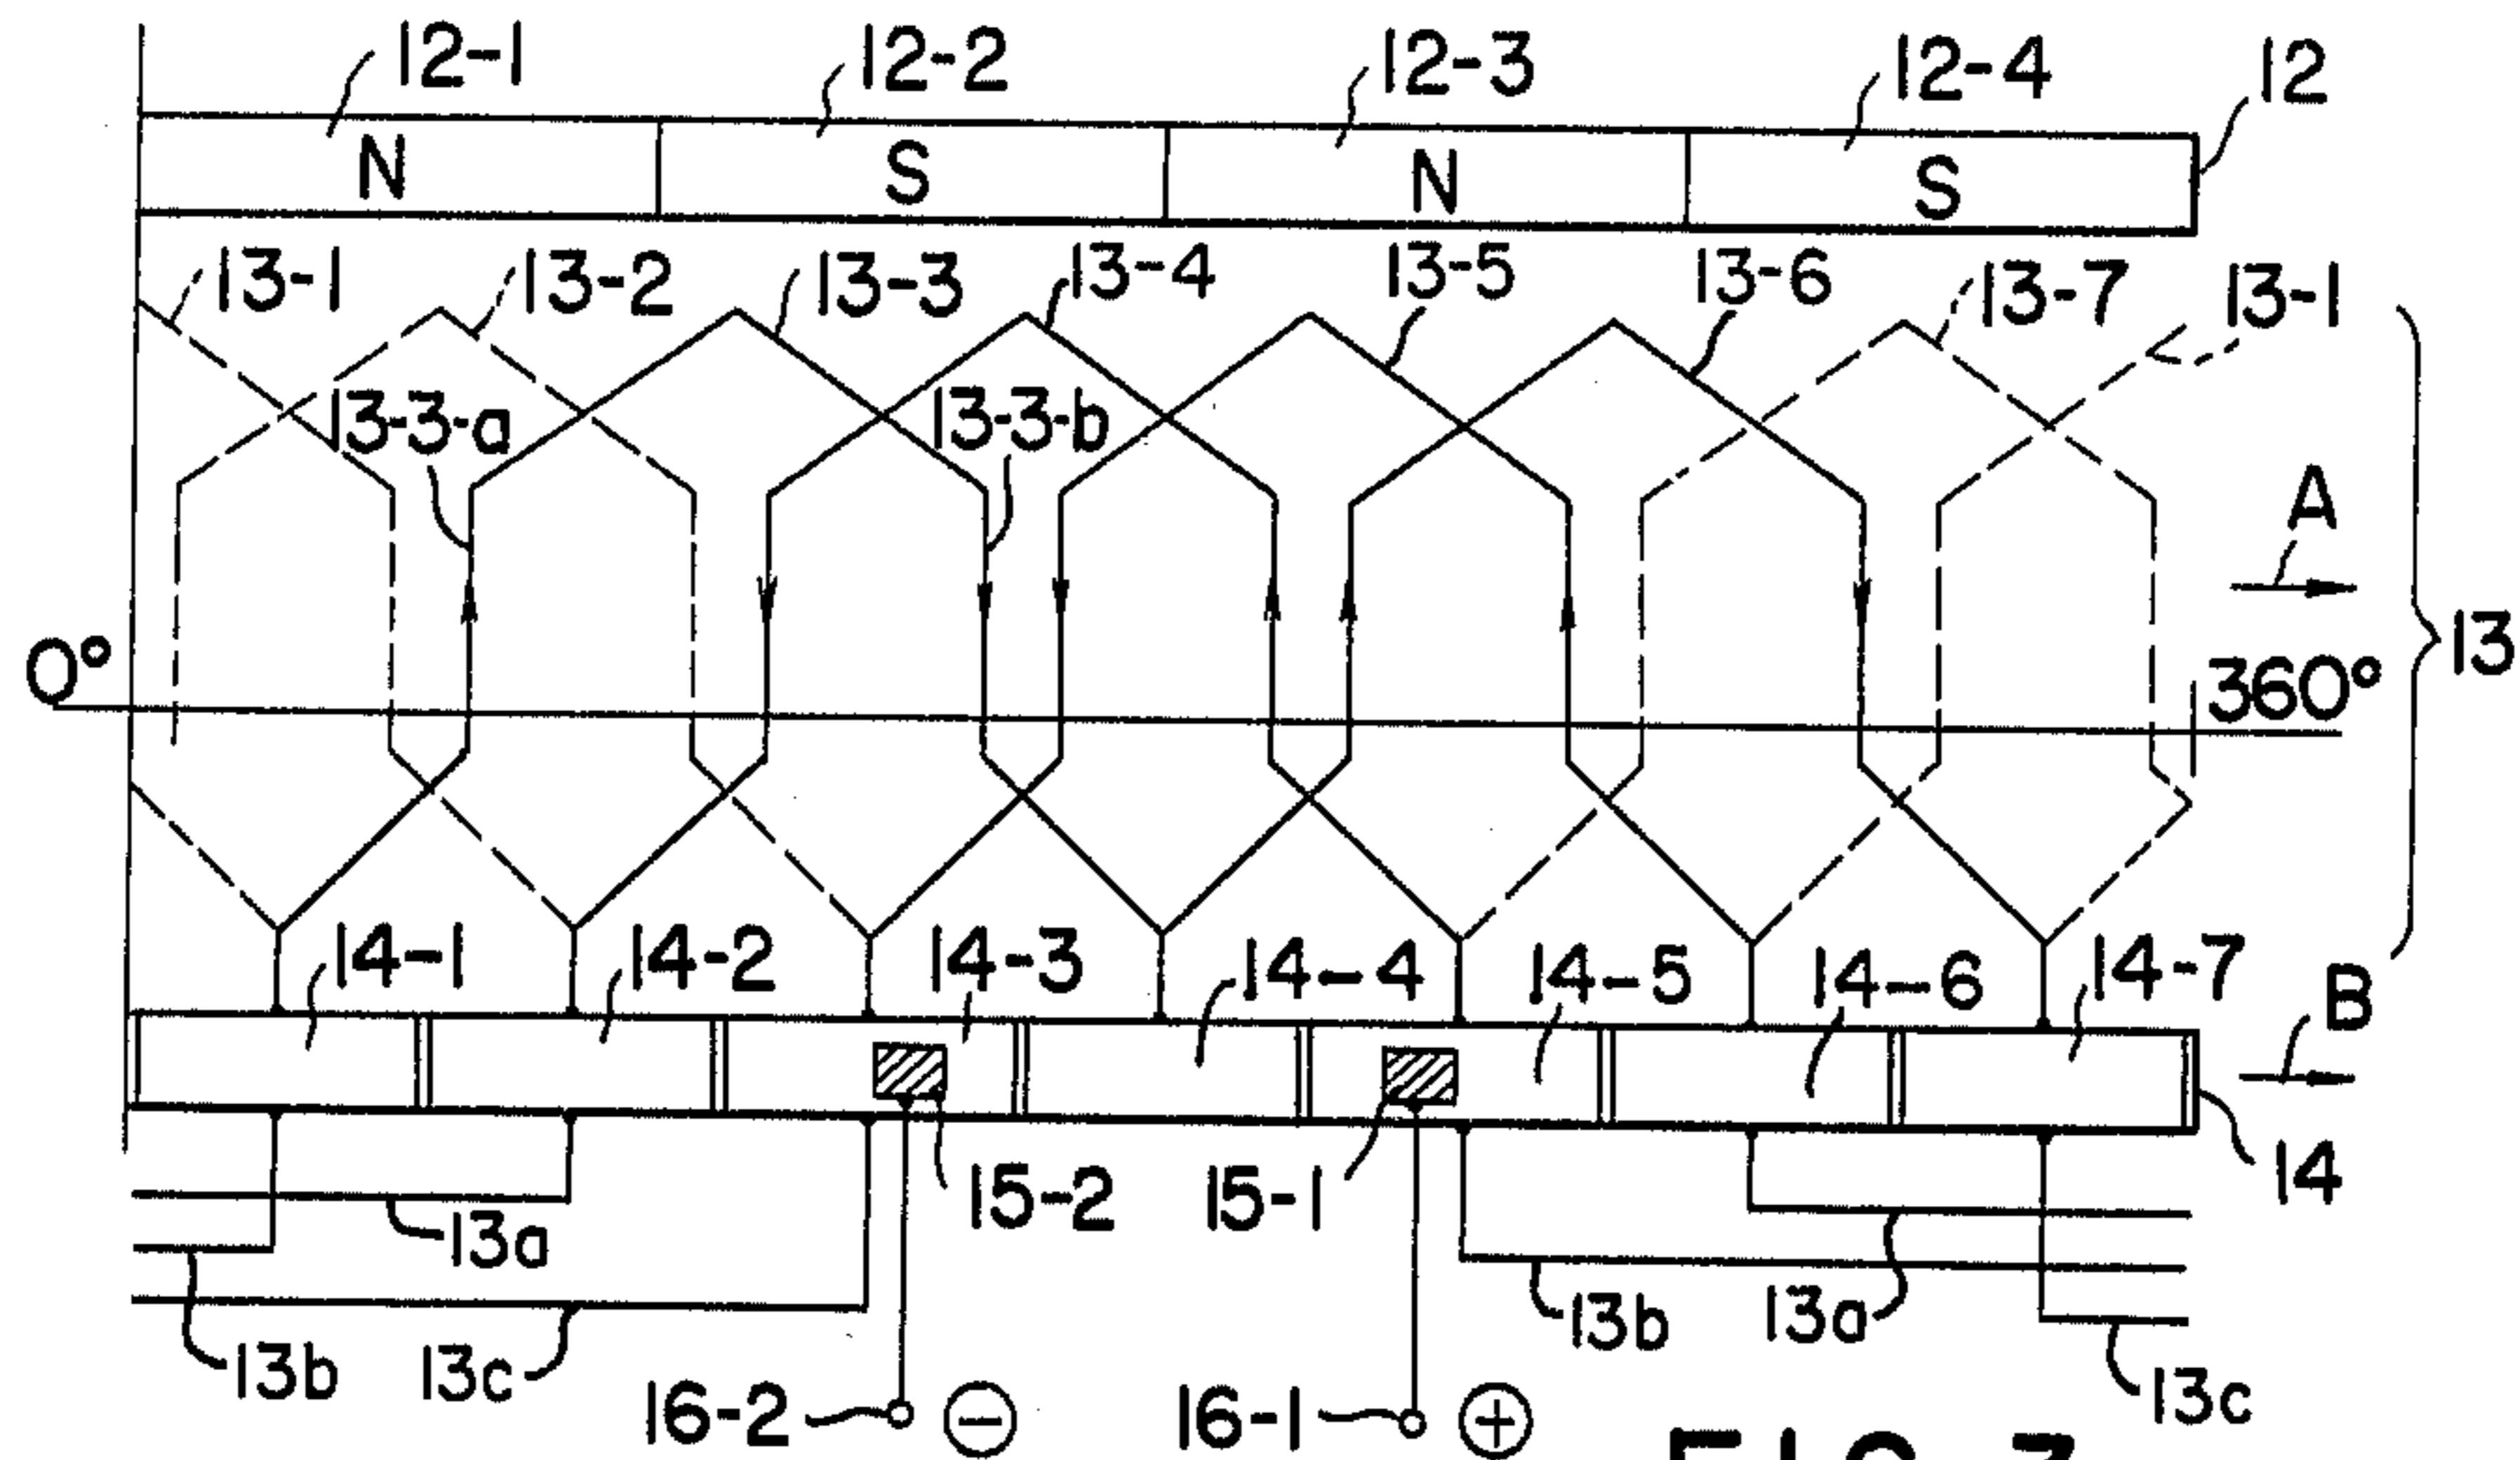 12-1 12-2 12-3 12-4 12
N S N S
13-1 13-2 13-3 13-4 13-5 13-6 13-7 13-1
13-3-a 13-3-b
A
0° 360° 13
14-1 14-2 14-3 14-4 14-5 14-6 14-7
B
15-2 15-1 14
13a 13b 13a
13b 13c 13c
16-2 ⊖ 16-1 ⊕